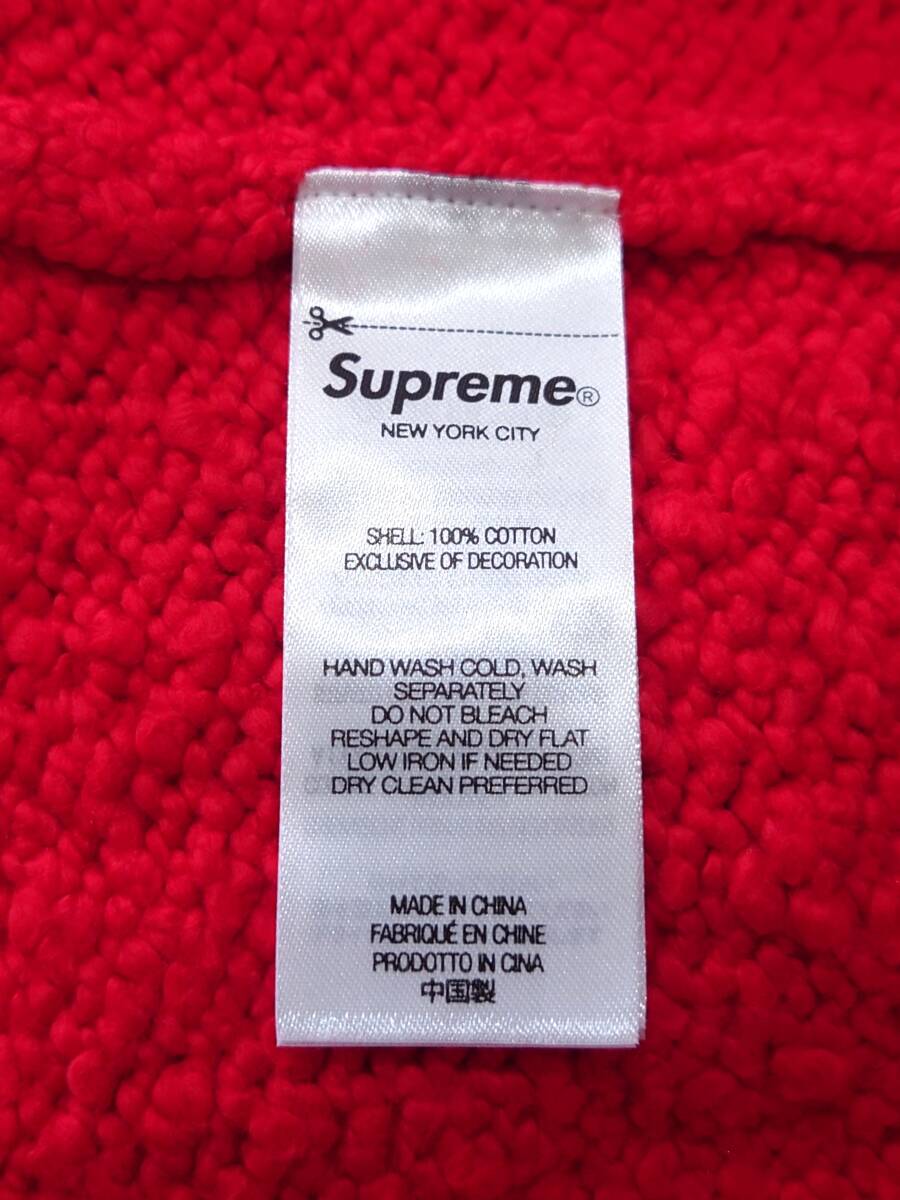 Supreme®
NEW YORK CITY
SHELL: 100% COTTON
EXCLUSIVE OF DECORATION
HAND WASH COLD, WASH
SEPARATELY
DO NOT BLEACH
RESHAPE AND DRY FLAT
LOW IRON IF NEEDED
DRY CLEAN PREFERRED
MADE IN CHINA
FABRIQUÉ EN CHINE
PRODOTTO IN CINA
中国製